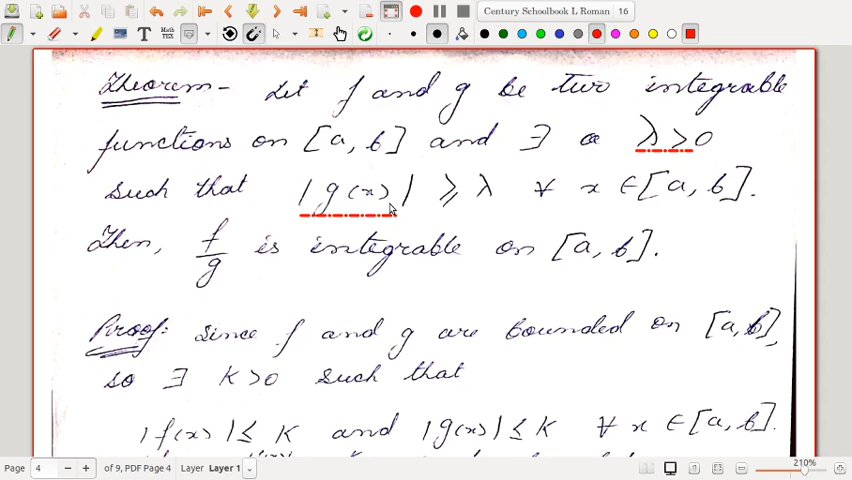 Century Schoolbook L Roman 16
Theorem - Let f and g be two integrable
functions on [a, b] and ∃ a λ > 0
such that |g(x)| ⩾ λ ∀ x ∈ [a, b].
Then, f/g is integrable on [a, b].
Proof: Since f and g are bounded on [a, b],
so ∃ K > 0 such that
|f(x)| ≤ K and |g(x)| ≤ K ∀ x ∈ [a, b].
Page 4 of 9, PDF Page 4 Layer Layer 1 210%